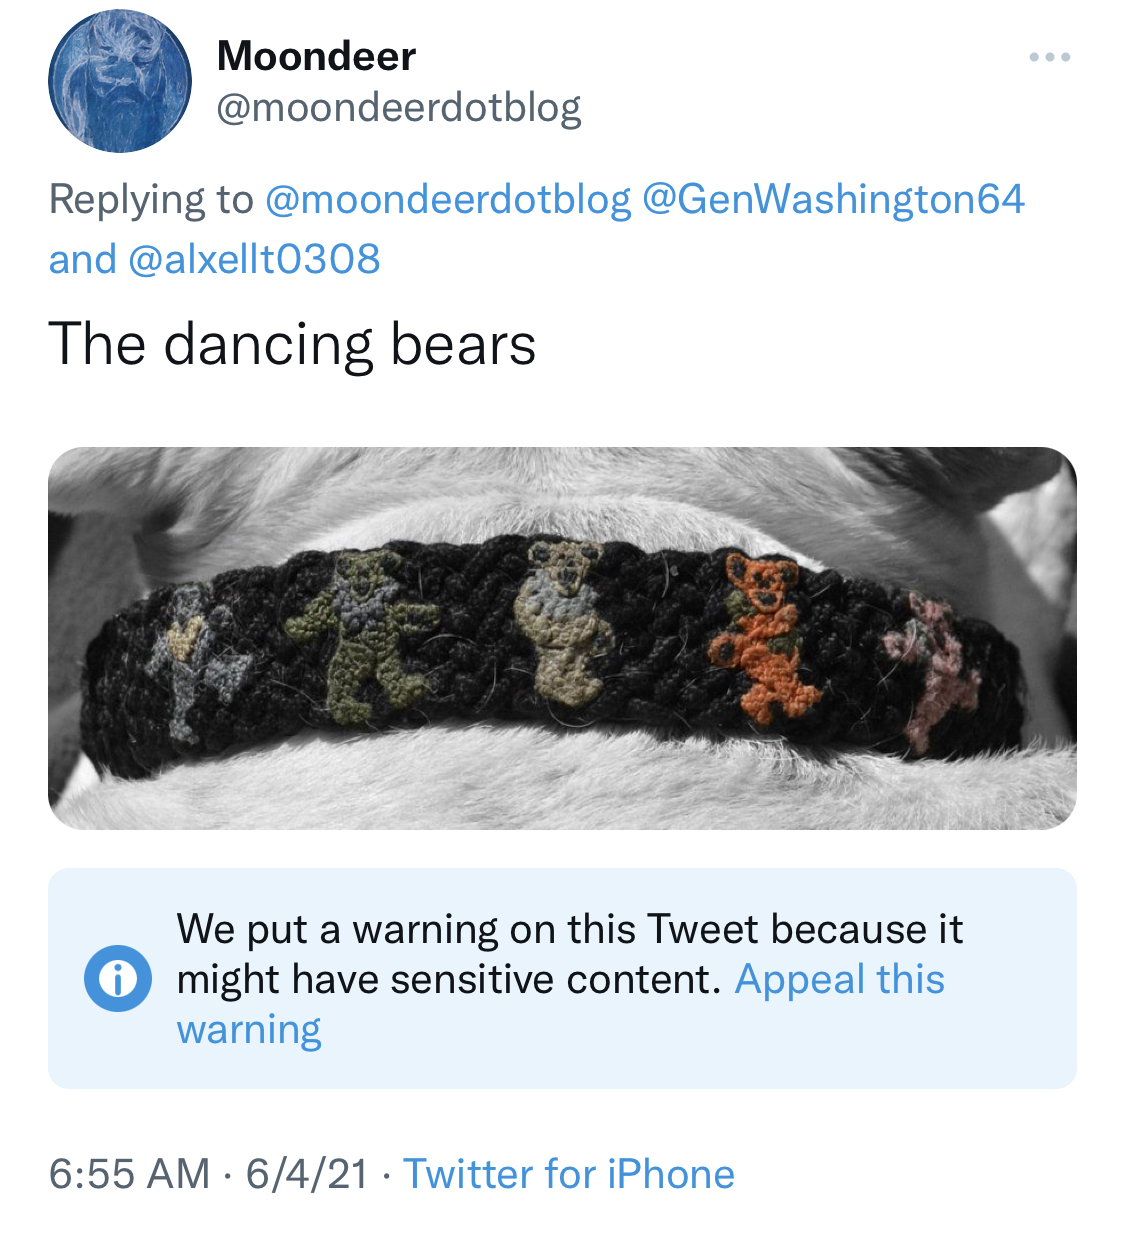 Moondeer
@moondeerdotblog
Replying to @moondeerdotblog @GenWashington64
and @alxellt0308
The dancing bears
We put a warning on this Tweet because it
might have sensitive content. Appeal this
warning
6:55 AM · 6/4/21 · Twitter for iPhone